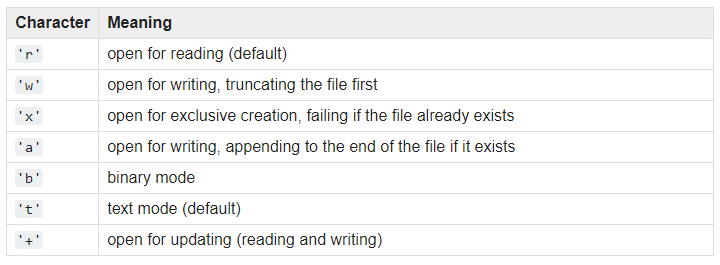 Character Meaning
'r' open for reading (default)
'w' open for writing, truncating the file first
'x' open for exclusive creation, failing if the file already exists
'a' open for writing, appending to the end of the file if it exists
'b' binary mode
't' text mode (default)
'+' open for updating (reading and writing)